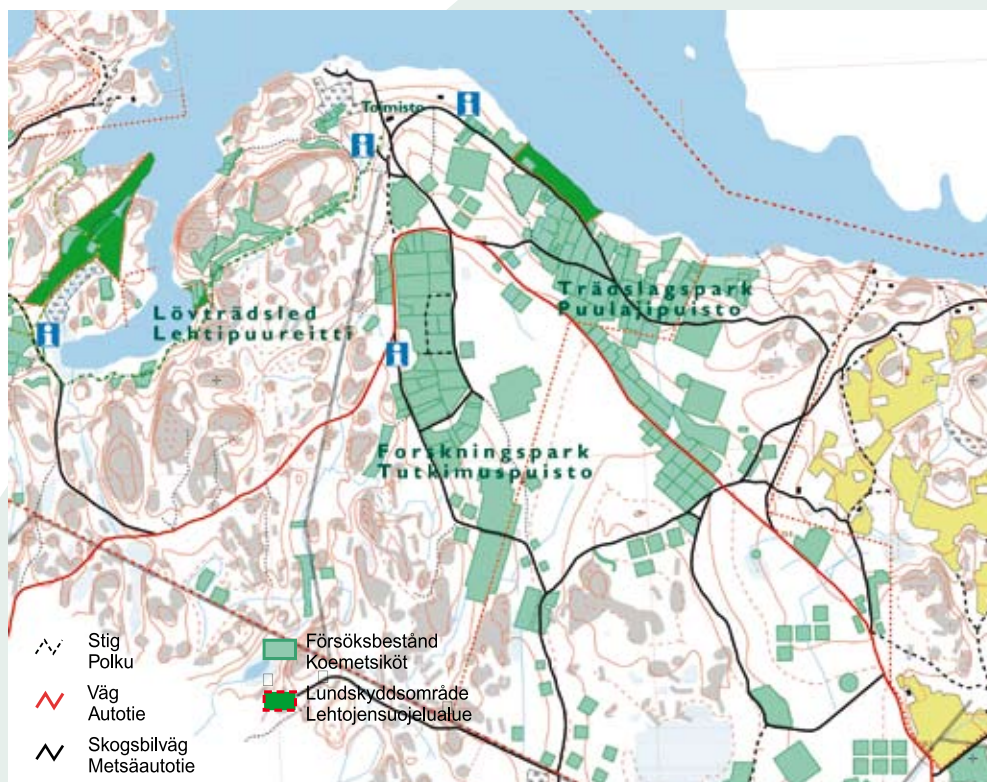 Toimisto
Trädslagspark
Puulajipuisto
Lövträdsled
Lehtipuureitti
Forskningspark
Tutkimuspuisto
Stig
Polku
Väg
Autotie
Skogsbilväg
Metsäautotie
Försöksbestånd
Koemetsiköt
Lundskyddsområde
Lehtojensuojelualue